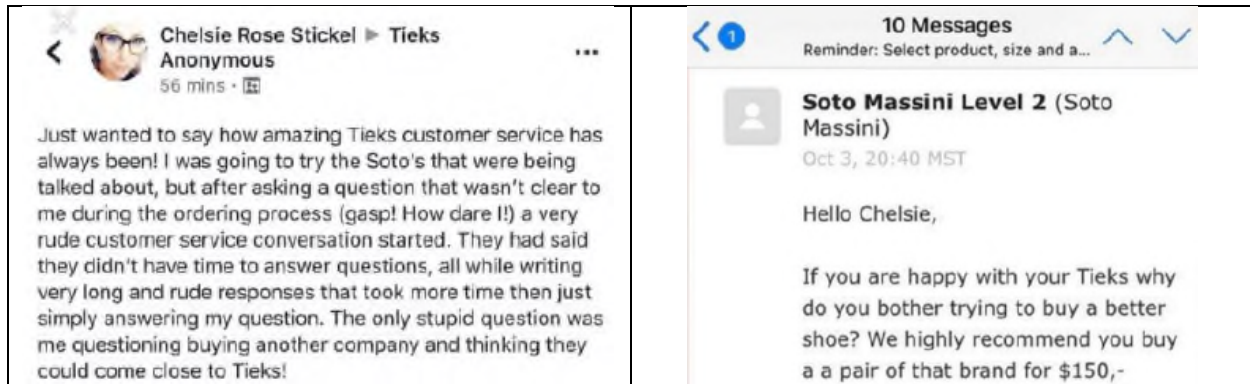 Chelsie Rose Stickel ▶ Tieks
Anonymous
56 mins ·
Just wanted to say how amazing Tieks customer service has
always been! I was going to try the Soto's that were being
talked about, but after asking a question that wasn't clear to
me during the ordering process (gasp! How dare I!) a very
rude customer service conversation started. They had said
they didn't have time to answer questions, all while writing
very long and rude responses that took more time then just
simply answering my question. The only stupid question was
me questioning buying another company and thinking they
could come close to Tieks!
1
10 Messages
Reminder: Select product, size and a...
Soto Massini Level 2 (Soto
Massini)
Oct 3, 20:40 MST
Hello Chelsie,
If you are happy with your Tieks why
do you bother trying to buy a better
shoe? We highly recommend you buy
a a pair of that brand for $150,-